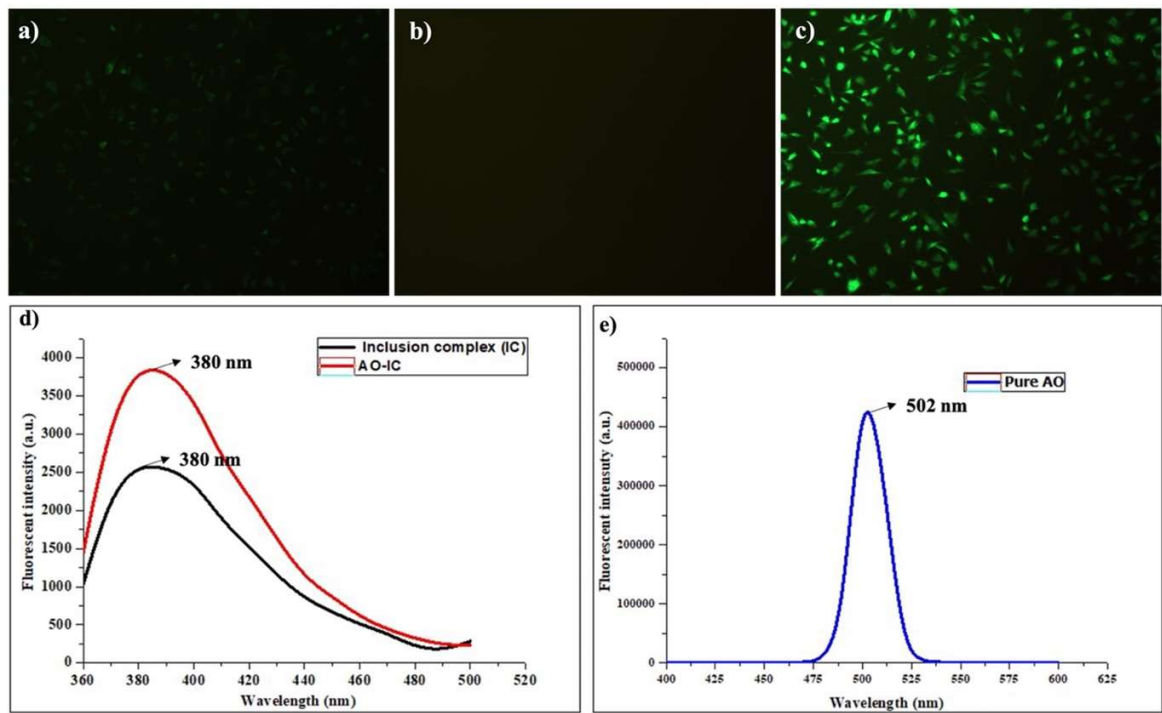 a)
b)
c)
d)
Inclusion complex (IC)
AO-IC
380 nm
380 nm
4000
3500
3000
2500
2000
1500
1000
500
0
Fluorescent intensity (a.u.)
360
380
400
420
440
460
480
500
520
Wavelength (nm)
e)
Pure AO
502 nm
500000
400000
300000
200000
100000
0
Fluorescent intensuty (a.u.)
400
425
450
475
500
525
550
575
600
625
Wavelength (nm)